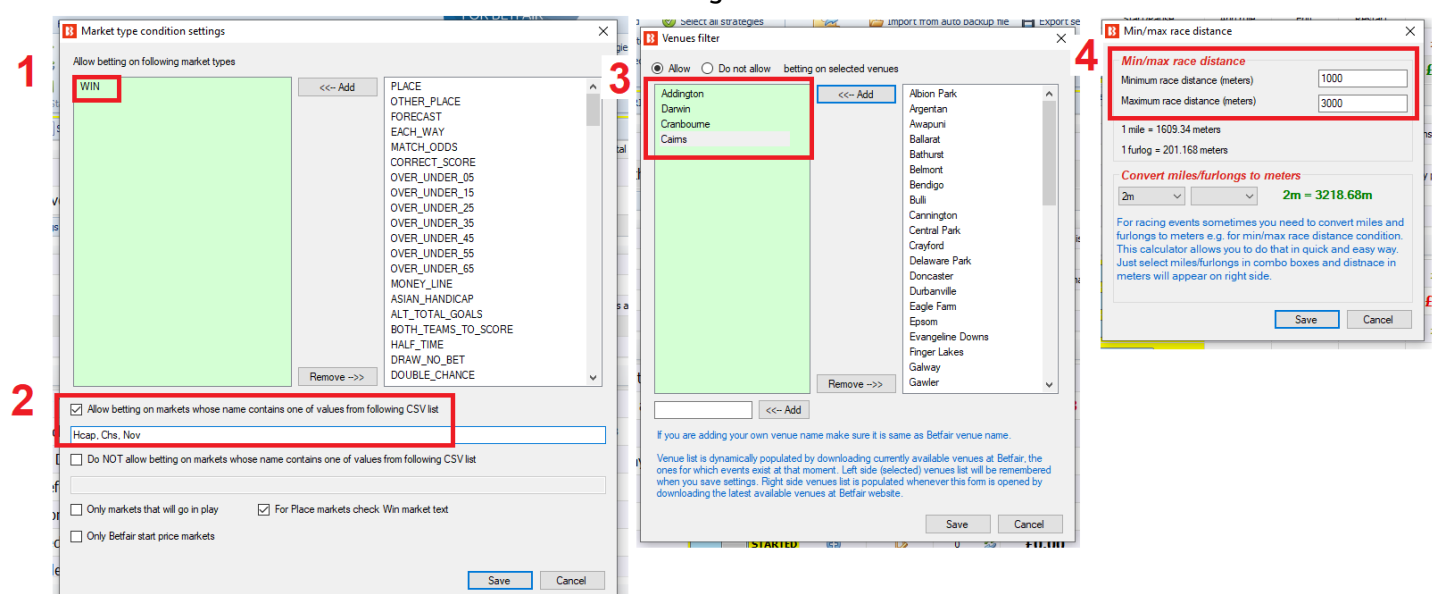 FOR BETFAIR
Select all strategies
Import from auto backup file
Export se
1
Market type condition settings
Allow betting on following market types
WIN
<<-- Add
PLACE
OTHER_PLACE
FORECAST
EACH_WAY
MATCH_ODDS
CORRECT_SCORE
OVER_UNDER_05
OVER_UNDER_15
OVER_UNDER_25
OVER_UNDER_35
OVER_UNDER_45
OVER_UNDER_55
OVER_UNDER_65
MONEY_LINE
ASIAN_HANDICAP
ALT_TOTAL_GOALS
BOTH_TEAMS_TO_SCORE
HALF_TIME
DRAW_NO_BET
DOUBLE_CHANCE
Remove -->>
2
Allow betting on markets whose name contains one of values from following CSV list
Hcap, Chs, Nov
Do NOT allow betting on markets whose name contains one of values from following CSV list
Only markets that will go in play
For Place markets check Win market text
Only Betfair start price markets
Save
Cancel
3
Venues filter
Allow
Do not allow
betting on selected venues
Addington
Darwin
Cranbourne
Cairns
<<-- Add
Albion Park
Argentan
Awapuni
Ballarat
Bathurst
Belmont
Bendigo
Bulli
Cannington
Central Park
Crayford
Delaware Park
Doncaster
Durbanville
Eagle Farm
Epsom
Evangeline Downs
Finger Lakes
Galway
Gawler
Remove -->>
<<-- Add
If you are adding your own venue name make sure it is same as Betfair venue name.
Venue list is dynamically populated by downloading currently available venues at Betfair, the
ones for which events exist at that moment. Left side (selected) venues list will be remembered
when you save settings. Right side venues list is populated whenever this form is opened by
downloading the latest available venues at Betfair website.
Save
Cancel
STARTED
0
£0.00
4
Min/max race distance
Min/max race distance
Minimum race distance (meters)
1000
Maximum race distance (meters)
3000
1 mile = 1609.34 meters
1 furlog = 201.168 meters
Convert miles/furlongs to meters
2m
2m = 3218.68m
For racing events sometimes you need to convert miles and
furlongs to meters e.g. for min/max race distance condition.
This calculator allows you to do that in quick and easy way.
Just select miles/furlongs in combo boxes and distnace in
meters will appear on right side.
Save
Cancel